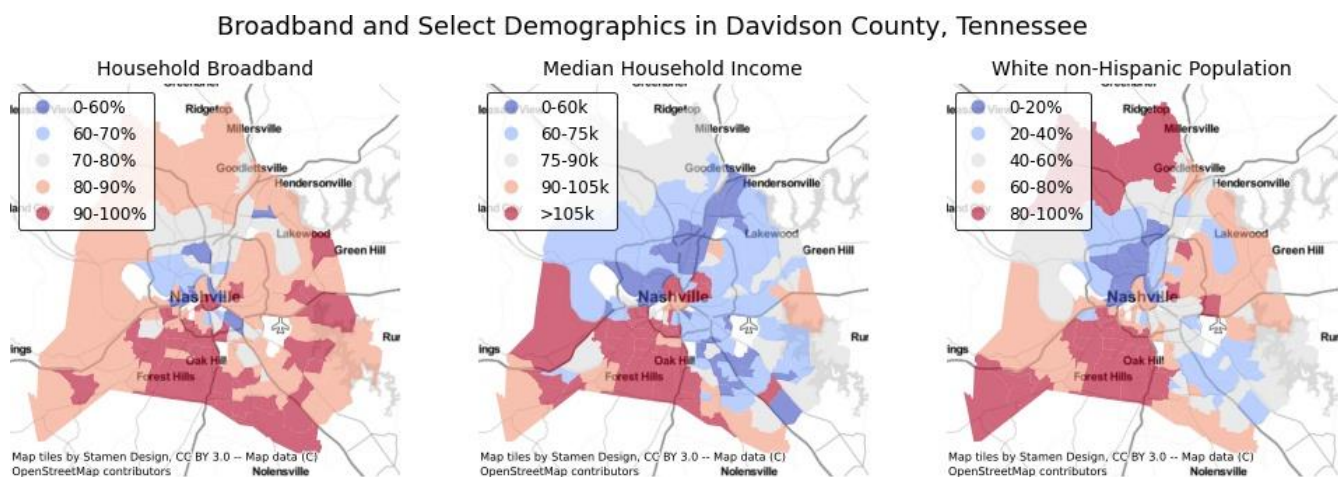 Broadband and Select Demographics in Davidson County, Tennessee
Household Broadband
0-60%
60-70%
70-80%
80-90%
90-100%
Ridgetop
Millersville
Goodlettsville
Hendersonville
Lakewood
Green Hill
Nashville
Oak Hill
Forest Hills
ings
Rur
Map tiles by Stamen Design, CC BY 3.0 -- Map data (C)
OpenStreetMap contributors
Nolensville
Median Household Income
0-60k
60-75k
75-90k
90-105k
>105k
Ridgetop
Millersville
Goodlettsville
Hendersonville
Lakewood
Green Hill
Nashville
Oak Hill
Forest Hills
ings
Rur
Map tiles by Stamen Design, CC BY 3.0 -- Map data (C)
OpenStreetMap contributors
Nolensville
White non-Hispanic Population
0-20%
20-40%
40-60%
60-80%
80-100%
Ridgetop
Millersville
Goodlettsville
Hendersonville
Lakewood
Green Hill
Nashville
Oak Hill
Forest Hills
ings
Rur
Map tiles by Stamen Design, CC BY 3.0 -- Map data (C)
OpenStreetMap contributors
Nolensville